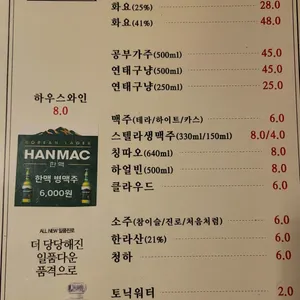 화요(25%) 28.0
화요(41%) 48.0
공부가주(500ml) 45.0
연태구냥(500ml) 45.0
연태구냥(250ml) 25.0
하우스와인
8.0
맥주(테라/하이트/카스) 6.0
스텔라생맥주(330ml/150ml) 8.0/4.0
칭따오(640ml) 8.0
하얼빈(500ml) 8.0
클라우드 6.0
KOREAN LAGER
HANMAC
한맥
한맥 병맥주
6,000원
소주(참이슬/진로/처음처럼) 6.0
한라산(21%) 6.0
청하 6.0
토닉워터 2.0
ALL NEW 일품진로
더 당당해진
일품다운
품격으로